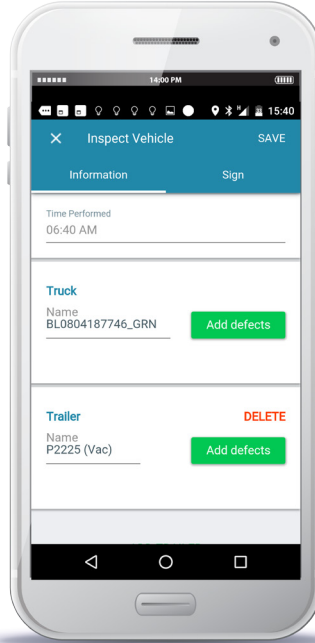 14:00 PM
15:40
Inspect Vehicle SAVE
Information Sign
Time Performed
06:40 AM
Truck
Name
BL0804187746_GRN
Add defects
Trailer DELETE
Name
P2225 (Vac)
Add defects